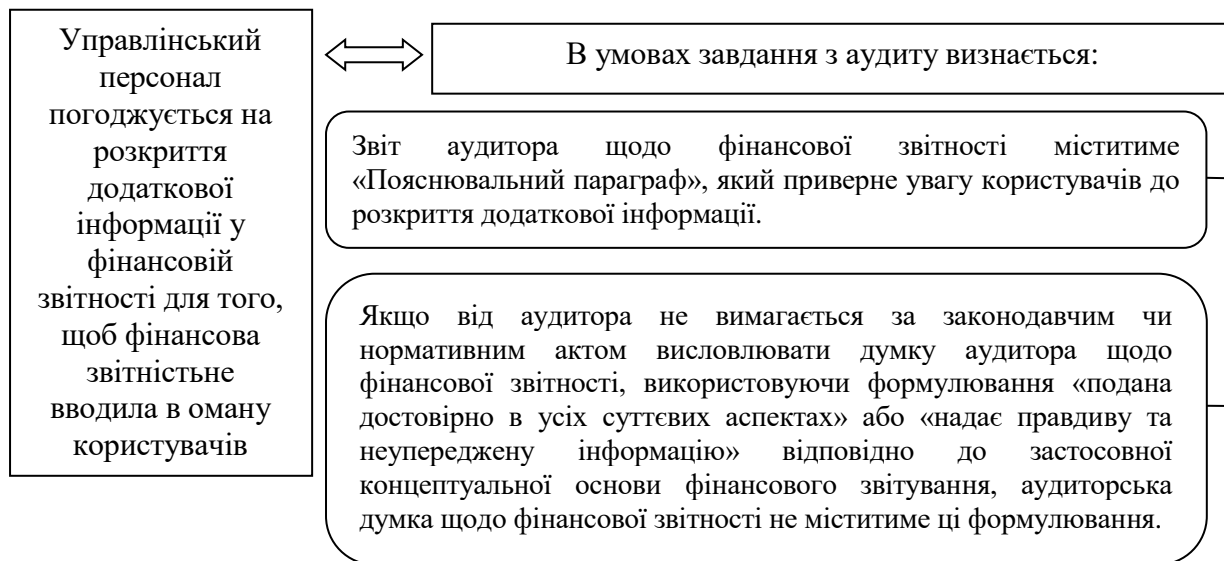 Управлінський
персонал
погоджується на
розкриття
додаткової
інформації у
фінансовій
звітності для того,
щоб фінансова
звітністьне
вводила в оману
користувачів
В умовах завдання з аудиту визнається:
Звіт аудитора щодо фінансової звітності міститиме
«Пояснювальний параграф», який приверне увагу користувачів до
розкриття додаткової інформації.
Якщо від аудитора не вимагається за законодавчим чи
нормативним актом висловлювати думку аудитора щодо
фінансової звітності, використовуючи формулювання «подана
достовірно в усіх суттєвих аспектах» або «надає правдиву та
неупереджену інформацію» відповідно до застосовної
концептуальної основи фінансового звітування, аудиторська
думка щодо фінансової звітності не міститиме ці формулювання.